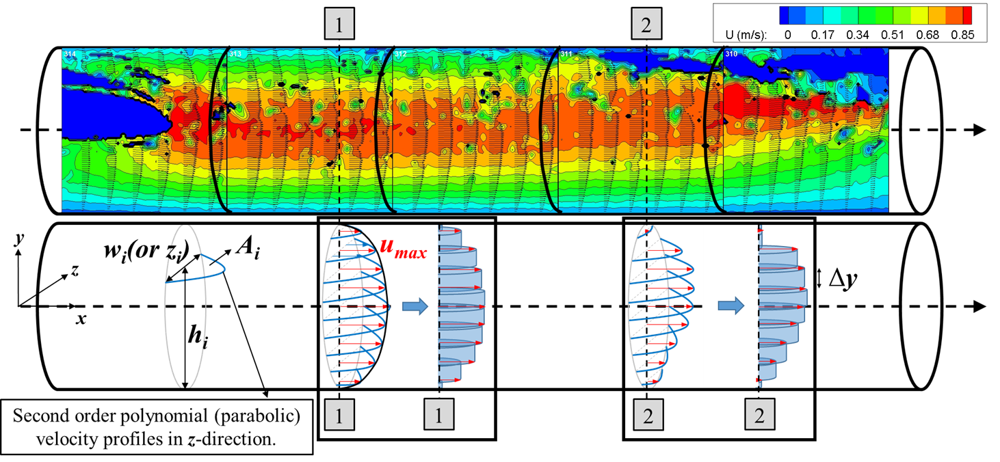 1
2
U (m/s):
0
0.17
0.34
0.51
0.68
0.85
314
313
312
311
310
y
z
x
wi(or zi)
Ai
hi
umax
Δy
1
1
2
2
Second order polynomial (parabolic)
velocity profiles in z-direction.